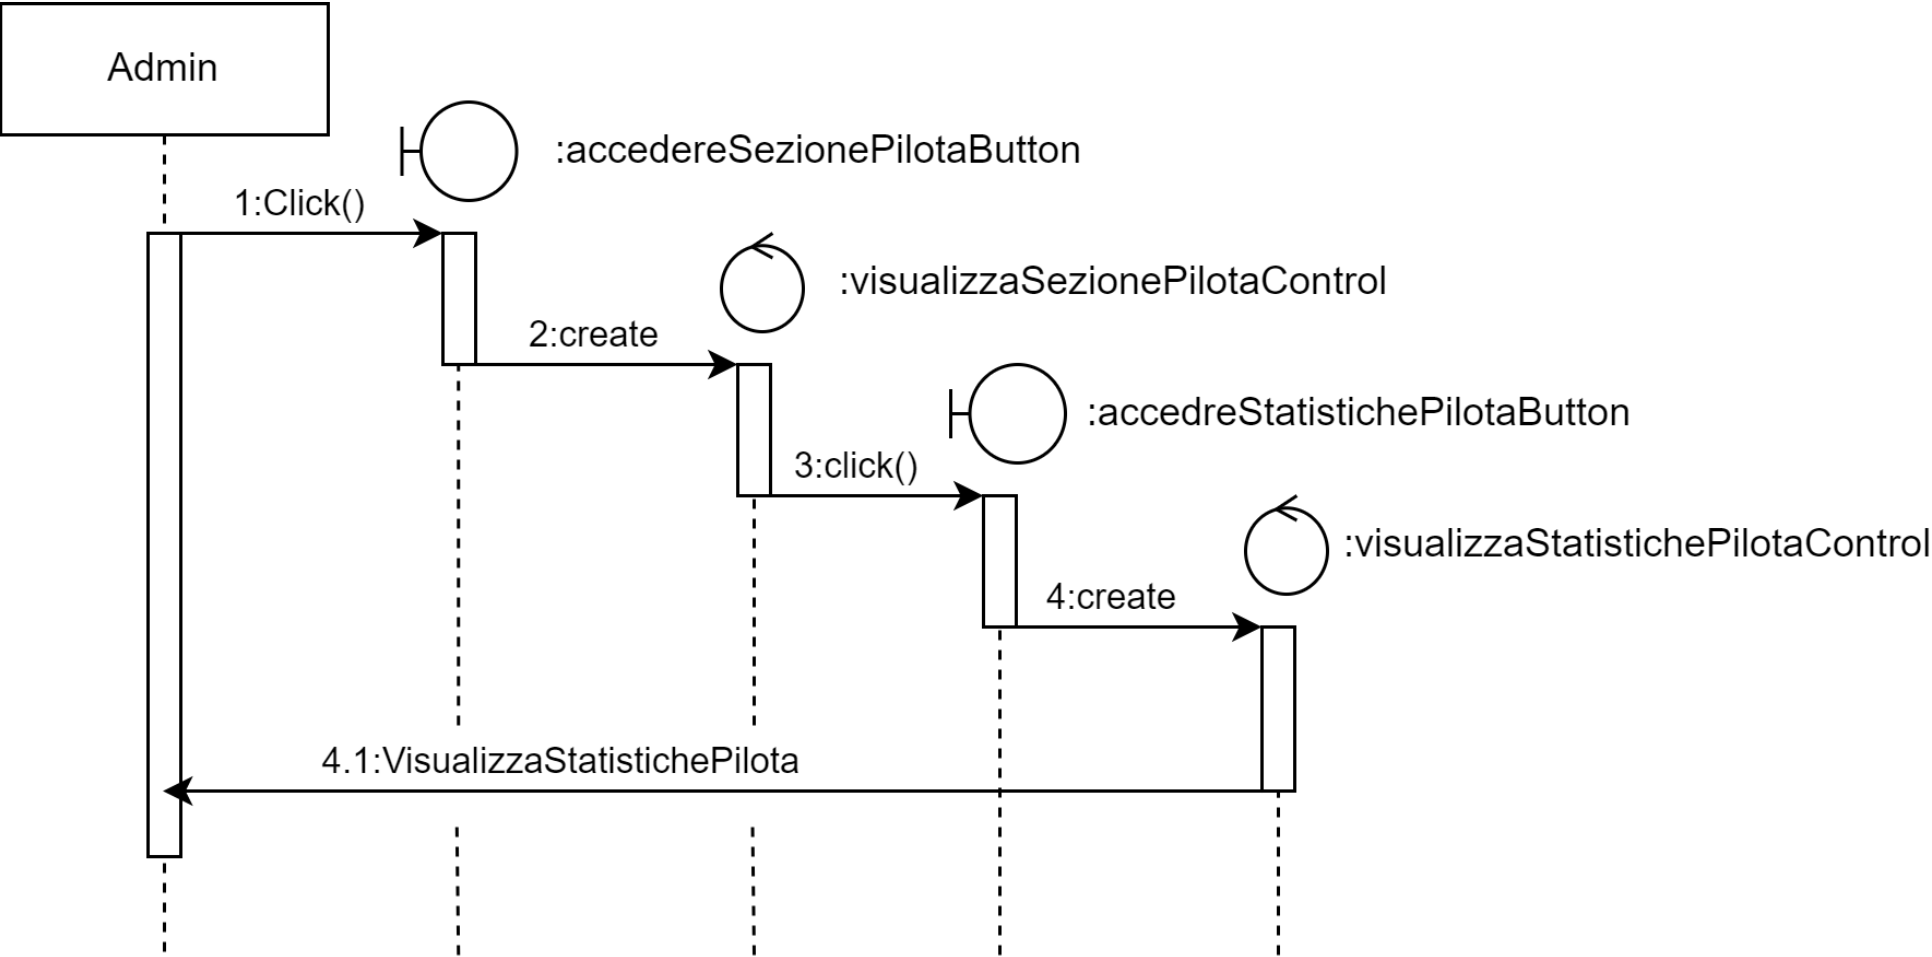 Admin
:accedereSezionePilotaButton
1:Click()
:visualizzaSezionePilotaControl
2:create
:accedreStatistichePilotaButton
3:click()
:visualizzaStatistichePilotaControl
4:create
4.1:VisualizzaStatistichePilota